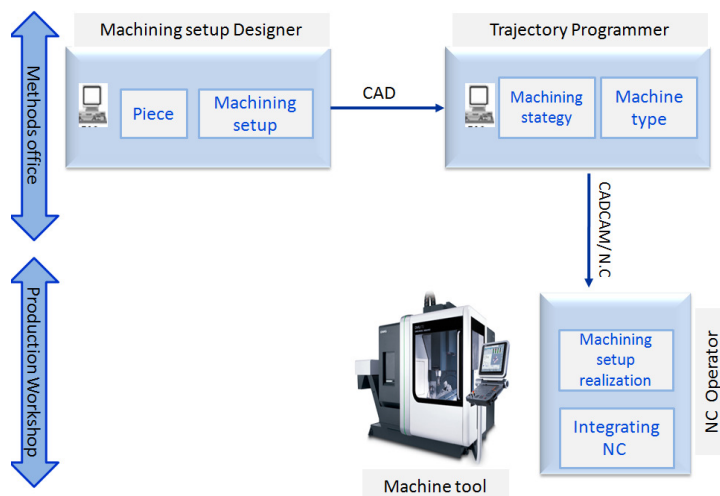 Machining setup Designer
Trajectory Programmer
Methods office
Piece
Machining
setup
CAD
Machining
stategy
Machine
type
CADCAM/ N.C
Production Workshop
Machining
setup
realization
Integrating
NC
NC Operator
Machine tool